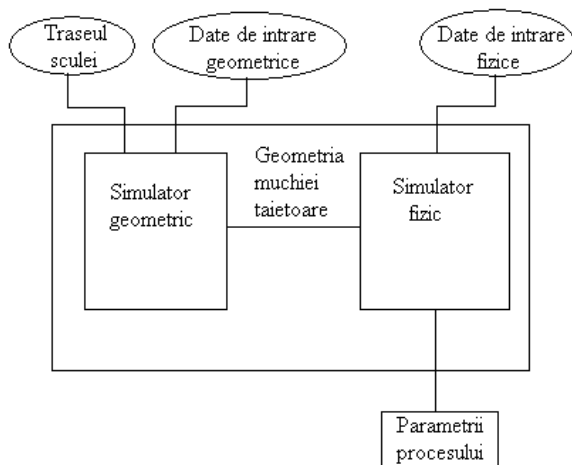 Traseul
sculei
Date de intrare
geometrice
Date de intrare
fizice
Simulator
geometric
Geometria
muchiei
taietoare
Simulator
fizic
Parametrii
procesului